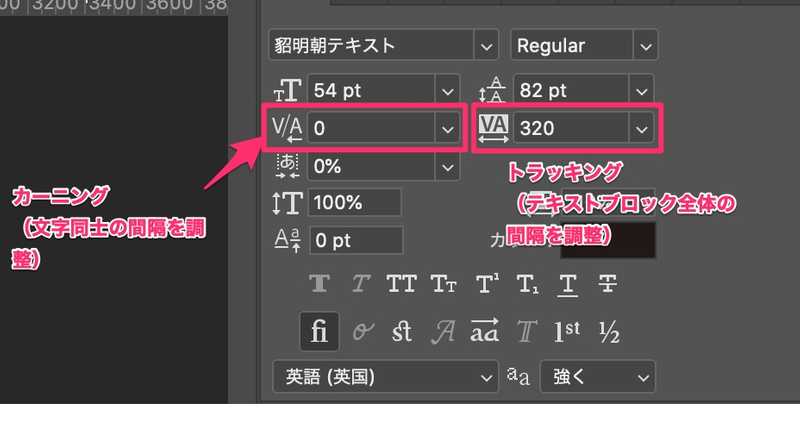 00 3200 3400 3600 38
貂明朝テキスト Regular
54 pt 82 pt
V/A 0 VA 320
あ 0%
100%
Aa 0 pt カ
カーニング
（文字同士の間隔を調
整）
トラッキング
（テキストブロック全体の
間隔を調整）
T T TT Tт T¹ T₁ T T
fi ﬆ A aa T 1st ½
英語 (英国) aa 強く